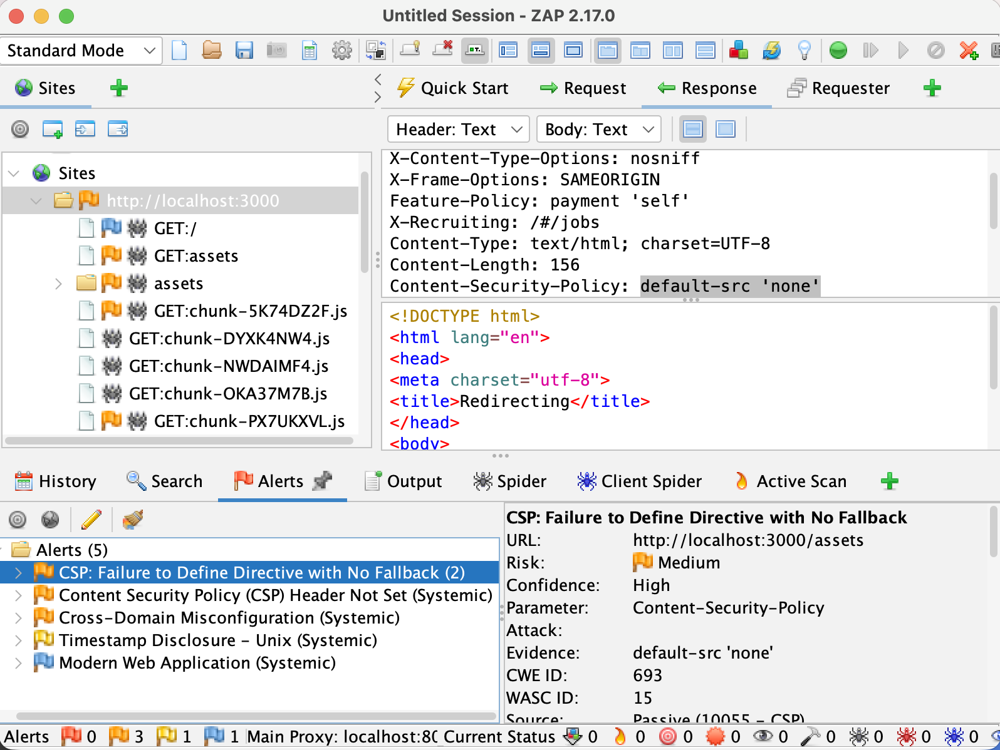 Untitled Session - ZAP 2.17.0
Standard Mode
Sites
Quick Start
Request
Response
Requester
Header: Text
Body: Text
Sites
http://localhost:3000
GET:/
GET:assets
assets
GET:chunk-5K74DZ2F.js
GET:chunk-DYXK4NW4.js
GET:chunk-NWDAIMF4.js
GET:chunk-OKA37M7B.js
GET:chunk-PX7UKXVL.js
X-Content-Type-Options: nosniff
X-Frame-Options: SAMEORIGIN
Feature-Policy: payment 'self'
X-Recruiting: /#/jobs
Content-Type: text/html; charset=UTF-8
Content-Length: 156
Content-Security-Policy: default-src 'none'
<!DOCTYPE html>
<html lang="en">
<head>
<meta charset="utf-8">
<title>Redirecting</title>
</head>
<body>
History
Search
Alerts
Output
Spider
Client Spider
Active Scan
Alerts (5)
CSP: Failure to Define Directive with No Fallback (2)
Content Security Policy (CSP) Header Not Set (Systemic)
Cross-Domain Misconfiguration (Systemic)
Timestamp Disclosure - Unix (Systemic)
Modern Web Application (Systemic)
CSP: Failure to Define Directive with No Fallback
URL: http://localhost:3000/assets
Risk: Medium
Confidence: High
Parameter: Content-Security-Policy
Attack:
Evidence: default-src 'none'
CWE ID: 693
WASC ID: 15
Source: Passive (10055 - CSP)
Alerts 0 3 1 1 Main Proxy: localhost:80 Current Status 0 0 0 0 0 0 0 0 0